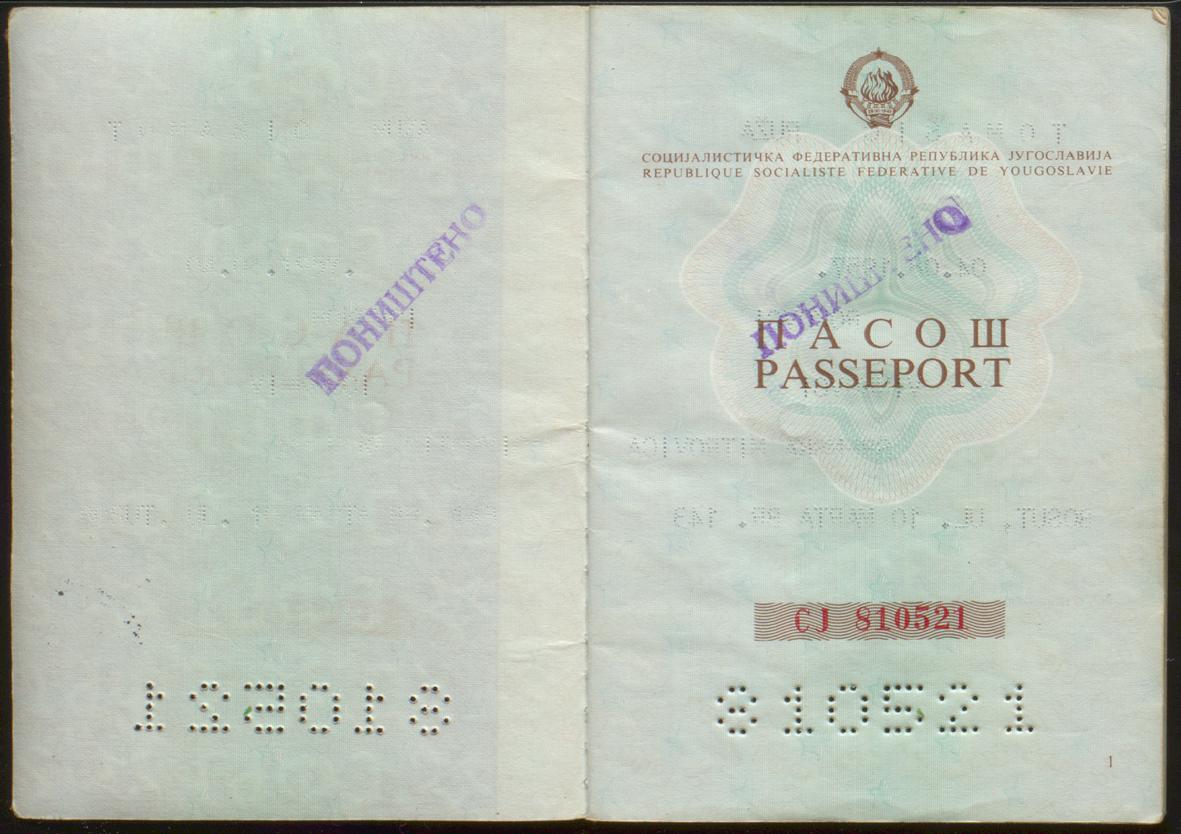 ПОНИШТЕНО
810521
СОЦИЈАЛИСТИЧКА ФЕДЕРАТИВНА РЕПУБЛИКА ЈУГОСЛАВИЈА
REPUBLIQUE SOCIALISTE FEDERATIVE DE YOUGOSLAVIE
ПОНИШТЕНО
ПАСОШ
PASSEPORT
CJ 810521
810521
1